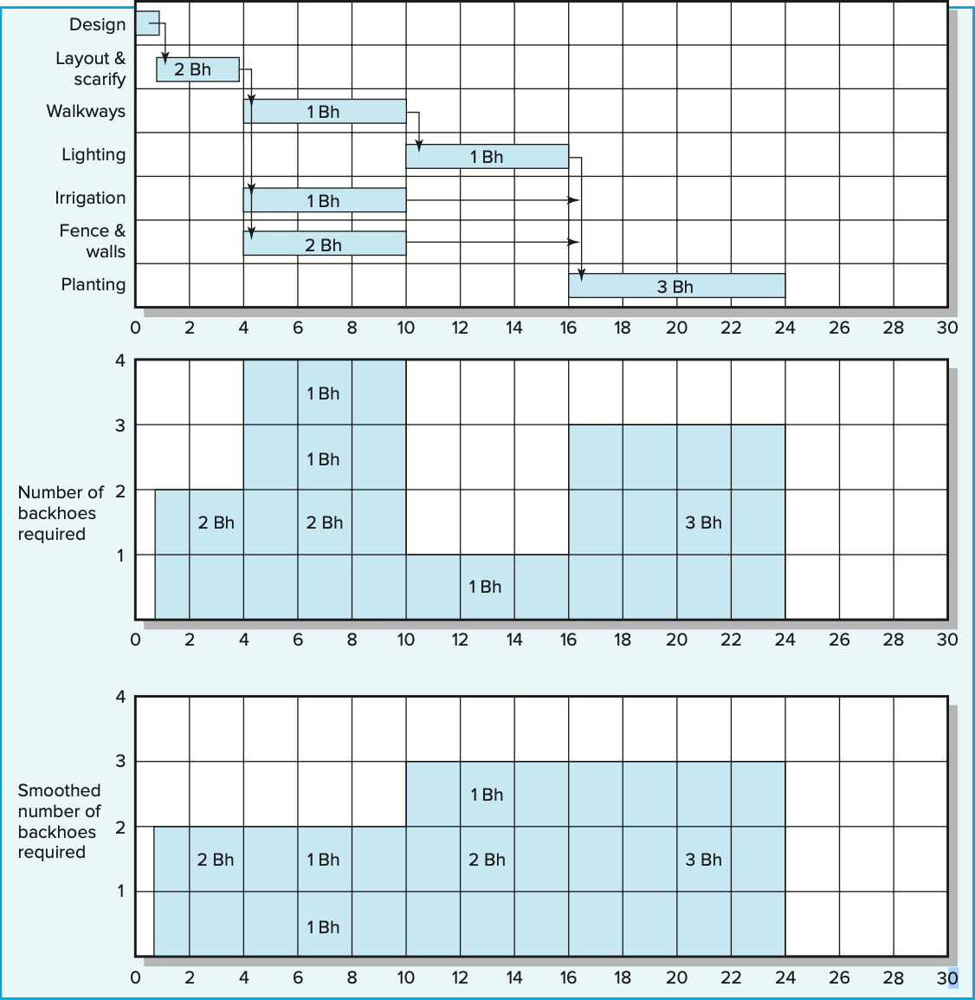 Design
Layout &
scarify
2 Bh
Walkways
1 Bh
Lighting
1 Bh
Irrigation
1 Bh
Fence &
walls
2 Bh
Planting
3 Bh
0 2 4 6 8 10 12 14 16 18 20 22 24 26 28 30
4
1 Bh
3
1 Bh
Number of
backhoes
required
2
2 Bh 2 Bh 3 Bh
1
1 Bh
0 2 4 6 8 10 12 14 16 18 20 22 24 26 28 30
4
3
1 Bh
Smoothed
number of
backhoes
required
2
2 Bh 1 Bh 2 Bh 3 Bh
1
1 Bh
0 2 4 6 8 10 12 14 16 18 20 22 24 26 28 30